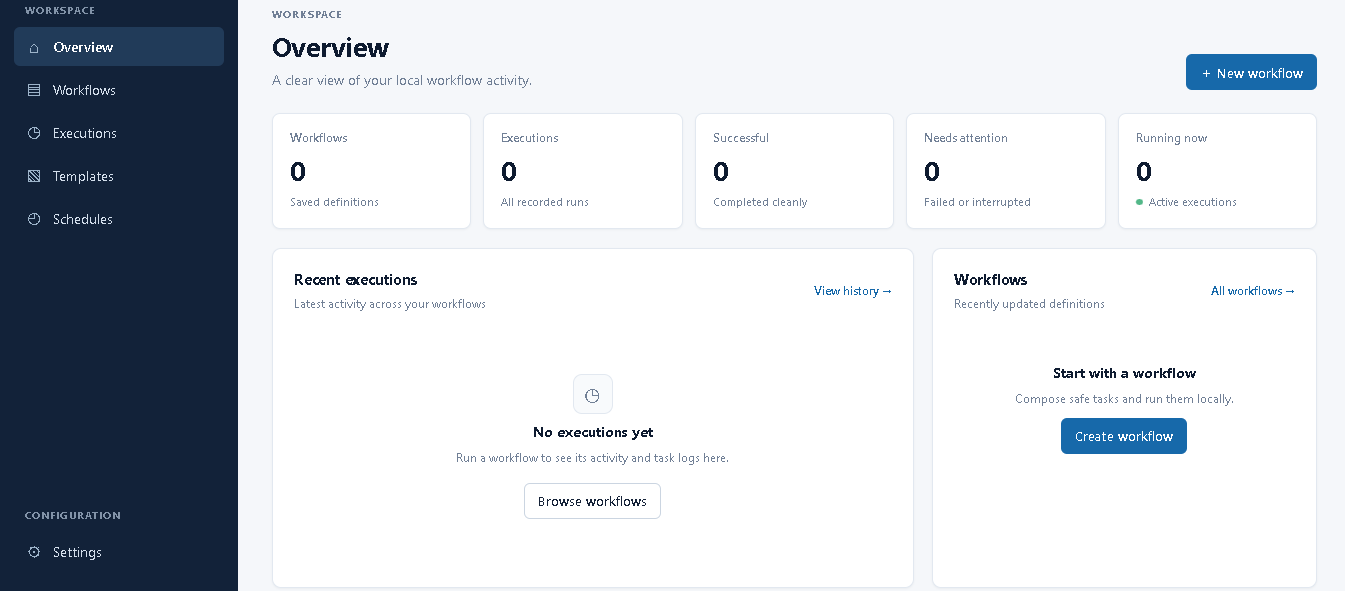 WORKSPACE
Overview
Workflows
Executions
Templates
Schedules
CONFIGURATION
Settings
WORKSPACE
Overview
A clear view of your local workflow activity.
+ New workflow
Workflows
0
Saved definitions
Executions
0
All recorded runs
Successful
0
Completed cleanly
Needs attention
0
Failed or interrupted
Running now
0
Active executions
Recent executions
Latest activity across your workflows
View history →
No executions yet
Run a workflow to see its activity and task logs here.
Browse workflows
Workflows
Recently updated definitions
All workflows →
Start with a workflow
Compose safe tasks and run them locally.
Create workflow